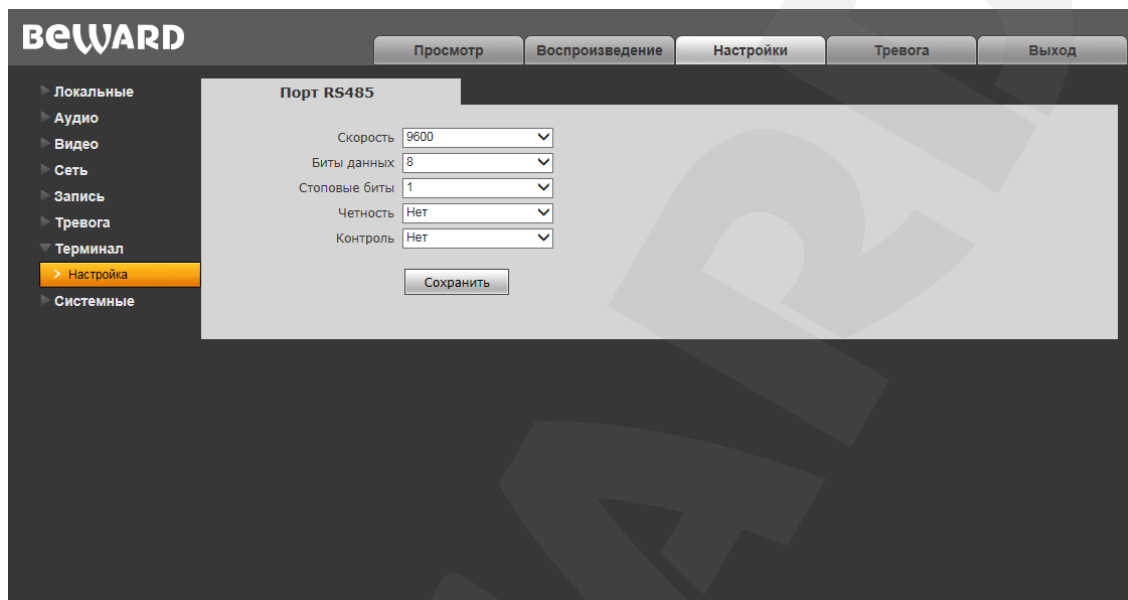 BEWARD
Просмотр Воспроизведение Настройки Тревога Выход
Локальные
Аудио
Видео
Сеть
Запись
Тревога
Терминал
> Настройка
Системные
Порт RS485
Скорость 9600
Биты данных 8
Стоповые биты 1
Четность Нет
Контроль Нет
Сохранить